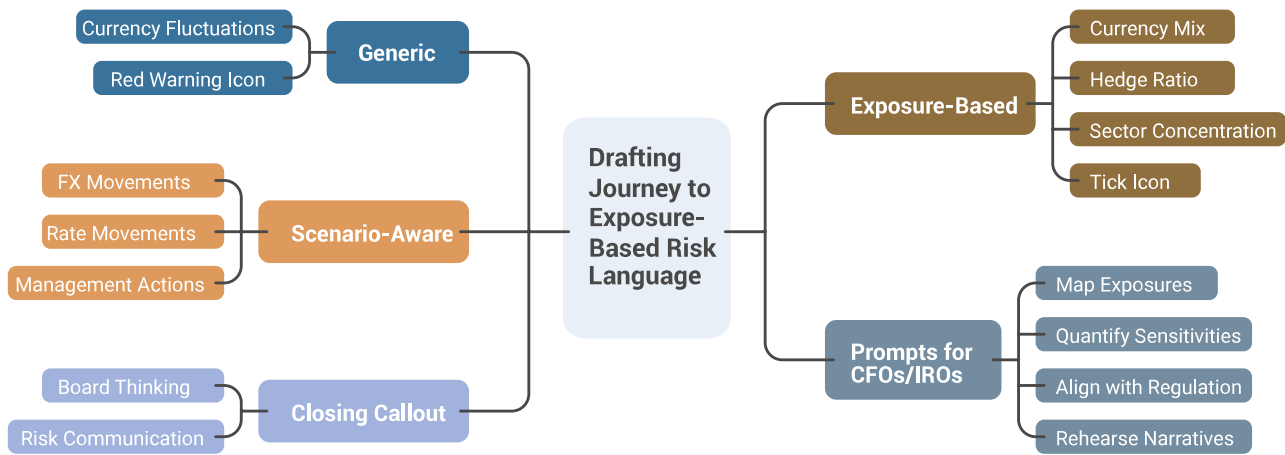 Currency Fluctuations
Red Warning Icon
Generic
FX Movements
Rate Movements
Management Actions
Scenario-Aware
Board Thinking
Risk Communication
Closing Callout
Drafting
Journey to
Exposure-
Based Risk
Language
Exposure-Based
Currency Mix
Hedge Ratio
Sector Concentration
Tick Icon
Prompts for
CFOs/IROs
Map Exposures
Quantify Sensitivities
Align with Regulation
Rehearse Narratives